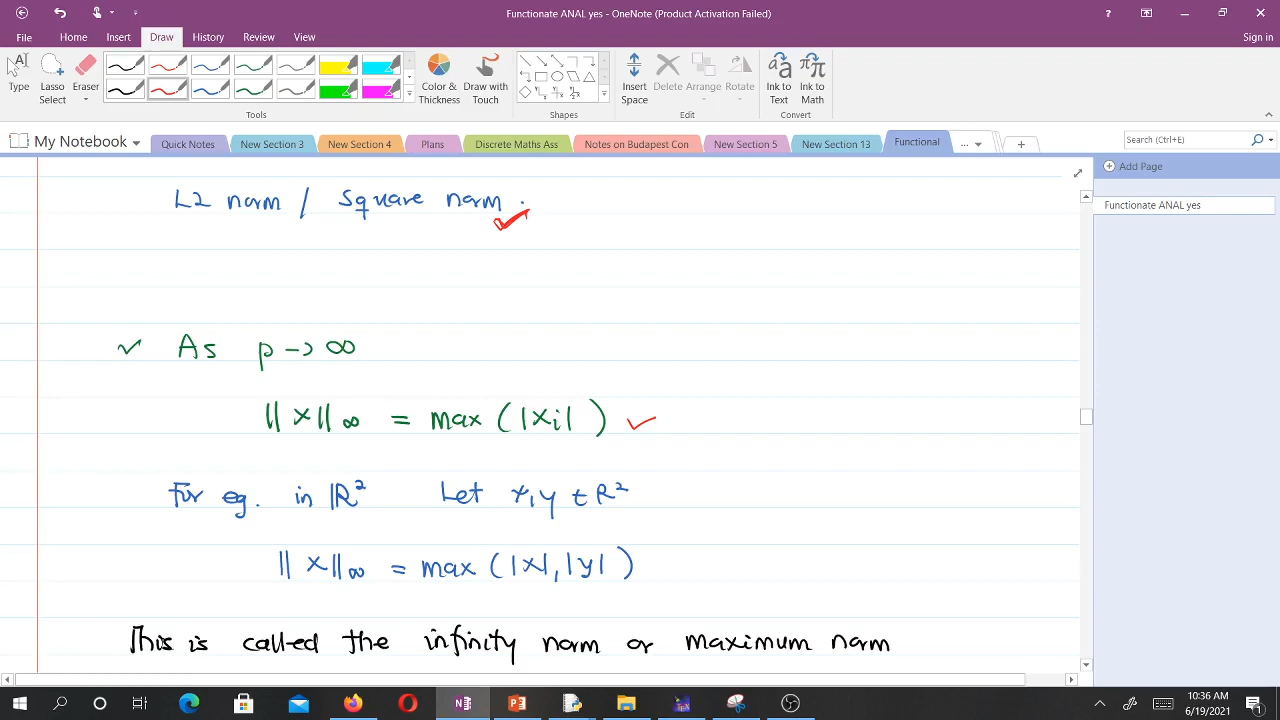 Functionate ANAL yes - OneNote (Product Activation Failed)
File Home Insert Draw History Review View Sign in
Type Lasso Select Eraser Color & Thickness Draw with Touch Insert Space Delete Arrange Rotate Ink to Text Ink to Math
Tools Shapes Edit Convert
My Notebook Quick Notes New Section 3 New Section 4 Plans Discrete Maths Ass Notes on Budapest Con New Section 5 New Section 13 Functional ... Search (Ctrl+E)
Add Page
Functionate ANAL yes
L2 norm / Square norm.
As p → ∞
||X||∞ = max (|Xi|)
For eg. in ℝ² Let x,y ∈ R²
||X||∞ = max (|X|,|y|)
This is called the infinity norm or maximum norm
10:36 AM
6/19/2021